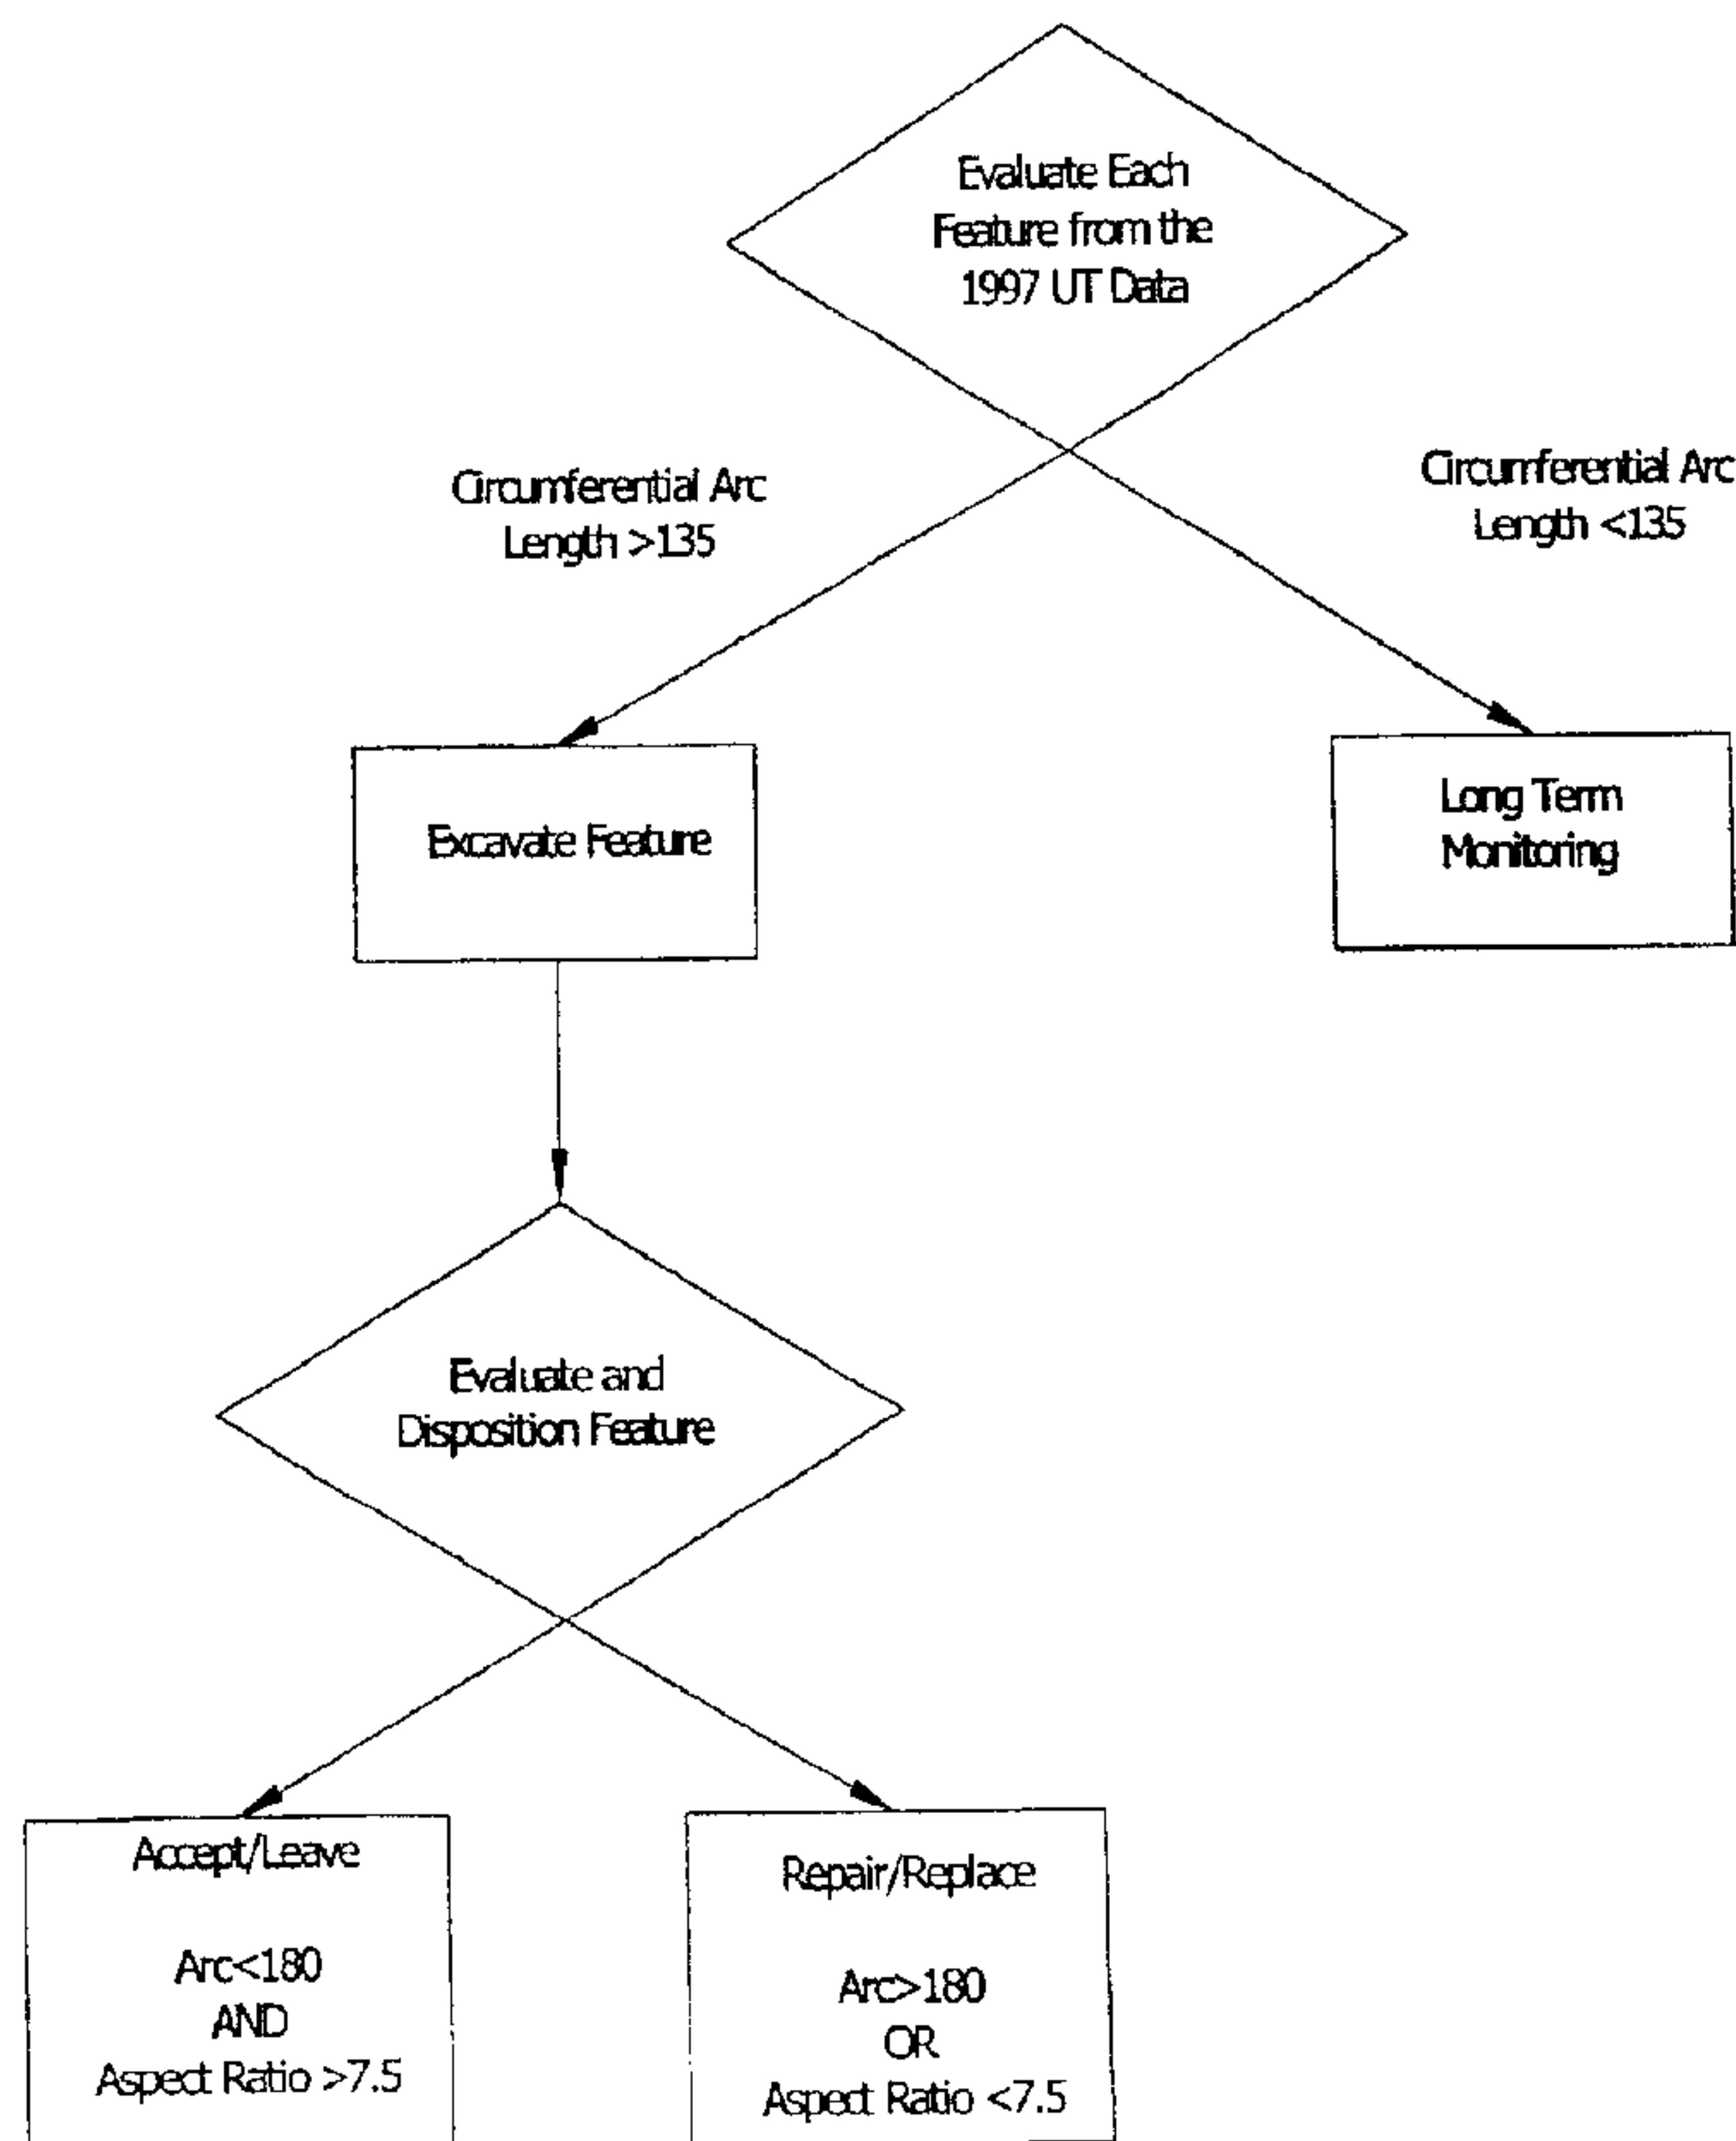 Evaluate Each
Feature from the
1997 UT Data
Circumferential Arc
Length >135
Circumferential Arc
Length <135
Excavate Feature
Long Term
Monitoring
Evaluate and
Disposition Feature
Accept/Leave
Arc<180
AND
Aspect Ratio >7.5
Repair/Replace
Arc>180
OR
Aspect Ratio <7.5